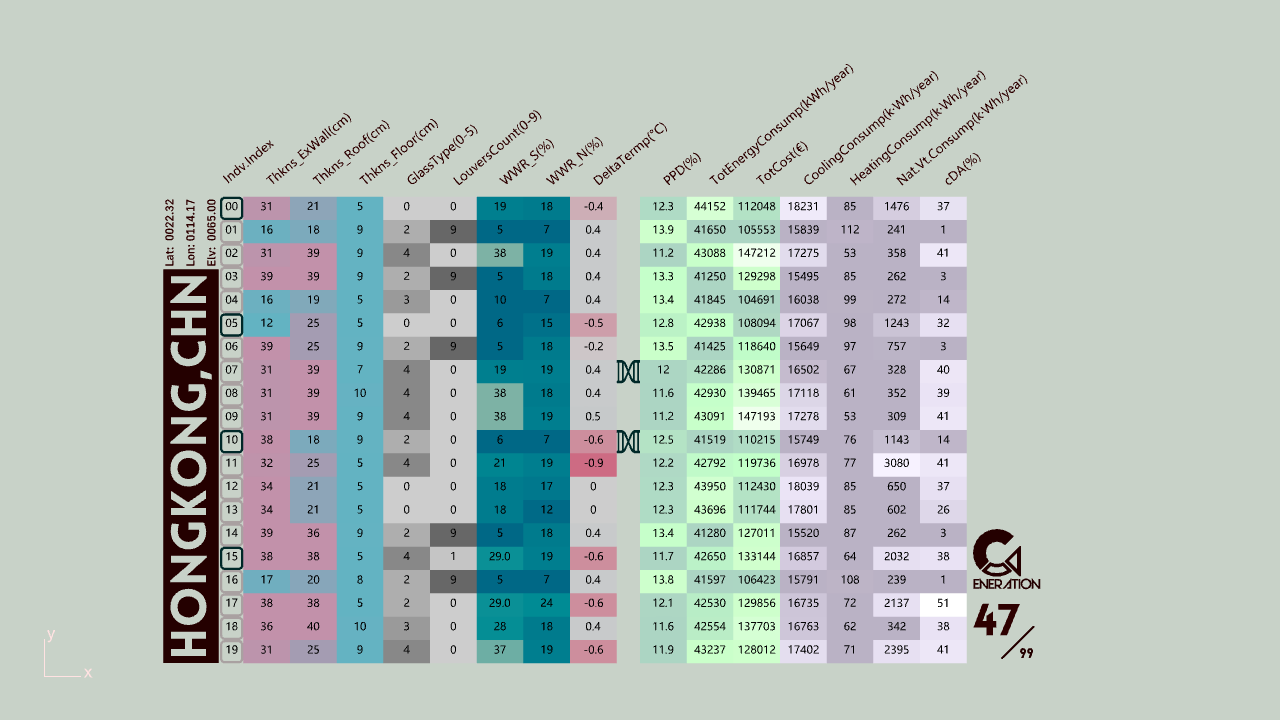 Indv.Index Thkns_ExWall(cm) Thkns_Roof(cm) Thkns_Floor(cm) GlassType(0-5) LouversCount(0-9) WWR_S(%) WWR_N(%) DeltaTermp(°C) PPD(%) TotEnergyConsump(kWh/year) TotCost(€) CoolingConsump(k·Wh/year) HeatingConsump(k·Wh/year) Nat.Vt.Consump(k·Wh/year) cDA(%)
Lat: 0022.32
Lon: 0114.17
Elv: 0065.00
HONGKONG,CHN
00 31 21 5 0 0 19 18 -0.4 12.3 44152 112048 18231 85 1476 37
01 16 18 9 2 9 5 7 0.4 13.9 41650 105553 15839 112 241 1
02 31 39 9 4 0 38 19 0.4 11.2 43088 147212 17275 53 358 41
03 39 39 9 2 9 5 18 0.4 13.3 41250 129298 15495 85 262 3
04 16 19 5 3 0 10 7 0.4 13.4 41845 104691 16038 99 272 14
05 12 25 5 0 0 6 15 -0.5 12.8 42938 108094 17067 98 1243 32
06 39 25 9 2 9 5 18 -0.2 13.5 41425 118640 15649 97 757 3
07 31 39 7 4 0 19 19 0.4 12 42286 130871 16502 67 328 40
08 31 39 10 4 0 38 18 0.4 11.6 42930 139465 17118 61 352 39
09 31 39 9 4 0 38 19 0.5 11.2 43091 147193 17278 53 309 41
10 38 18 9 2 0 6 7 -0.6 12.5 41519 110215 15749 76 1143 14
11 32 25 5 4 0 21 19 -0.9 12.2 42792 119736 16978 77 3080 41
12 34 21 5 0 0 18 17 0 12.3 43950 112430 18039 85 650 37
13 34 21 5 0 0 18 12 0 12.3 43696 111744 17801 85 602 26
14 39 36 9 2 9 5 18 0.4 13.4 41280 127011 15520 87 262 3
15 38 38 5 4 1 29.0 19 -0.6 11.7 42650 133144 16857 64 2032 38
16 17 20 8 2 9 5 7 0.4 13.8 41597 106423 15791 108 239 1
17 38 38 5 2 0 29.0 24 -0.6 12.1 42530 129856 16735 72 2137 51
18 36 40 10 3 0 28 18 0.4 11.6 42554 137703 16763 62 342 38
19 31 25 9 4 0 37 19 -0.6 11.9 43237 128012 17402 71 2395 41
GENERATION
47/99
y
x